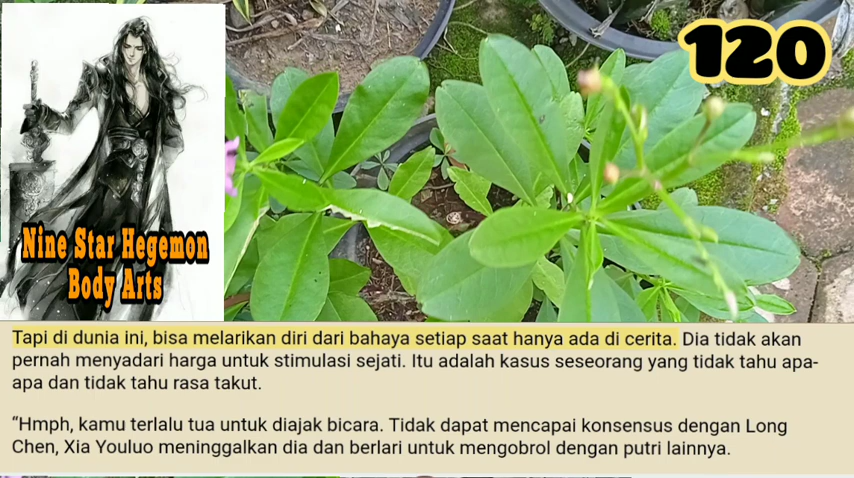 120
Nine Star Hegemon
Body Arts
Tapi di dunia ini, bisa melarikan diri dari bahaya setiap saat hanya ada di cerita. Dia tidak akan
pernah menyadari harga untuk stimulasi sejati. Itu adalah kasus seseorang yang tidak tahu apa-
apa dan tidak tahu rasa takut.
“Hmph, kamu terlalu tua untuk diajak bicara. Tidak dapat mencapai konsensus dengan Long
Chen, Xia Youluo meninggalkan dia dan berlari untuk mengobrol dengan putri lainnya.